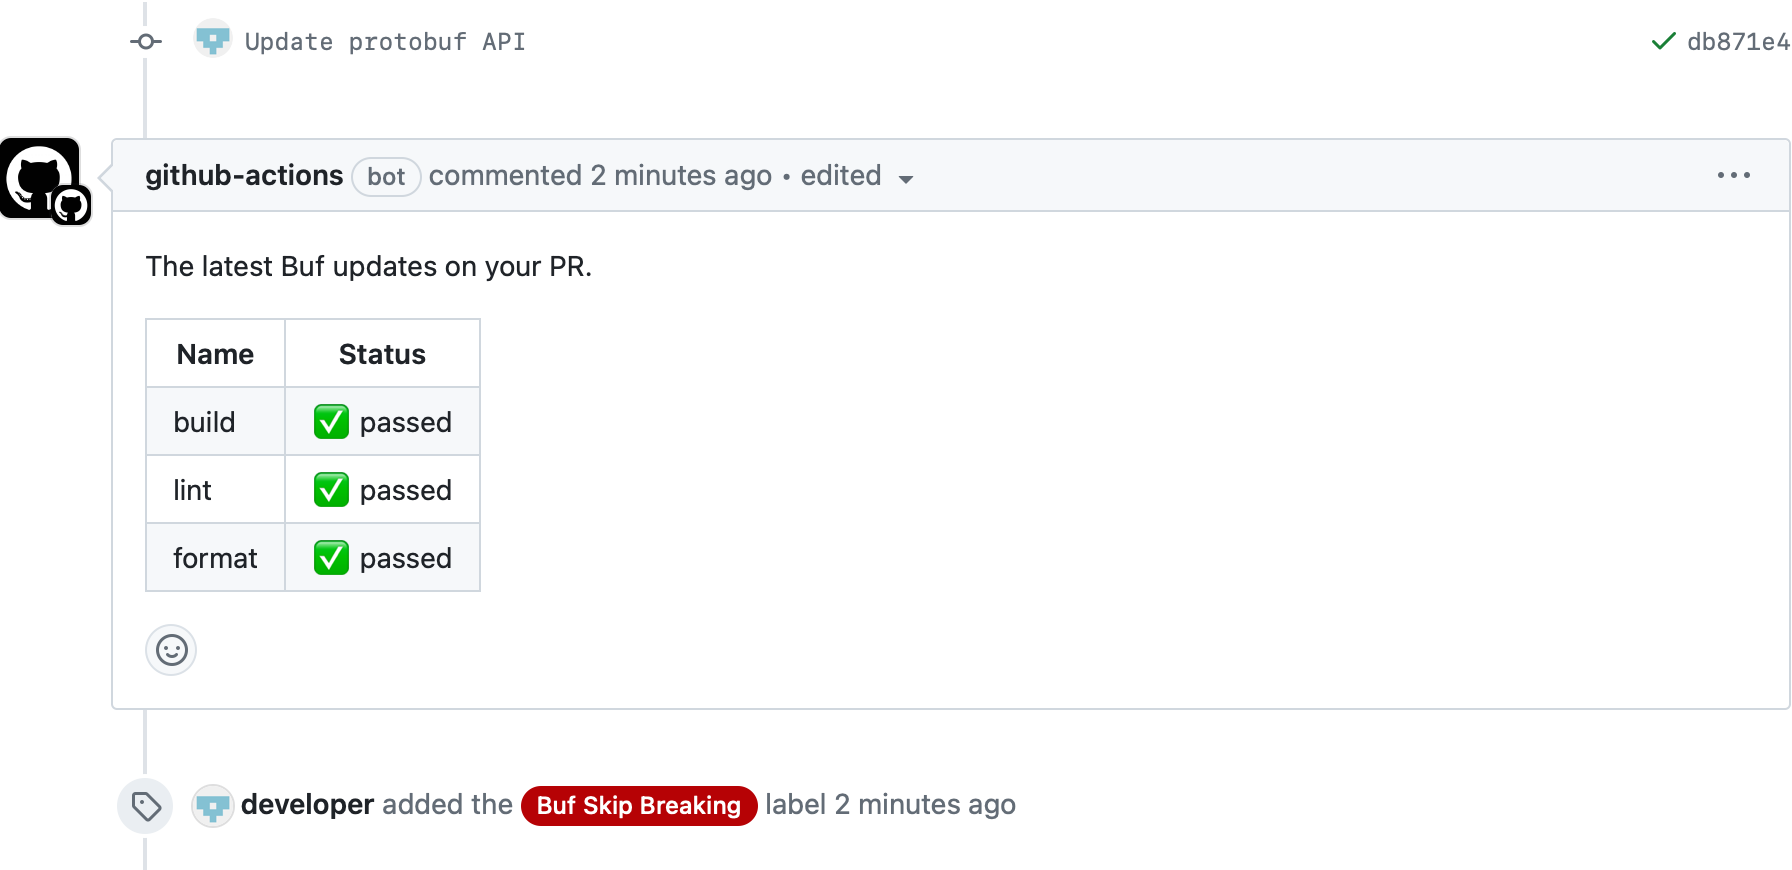 Update protobuf API db871e4
github-actions bot commented 2 minutes ago • edited
The latest Buf updates on your PR.
Name Status
build ✅ passed
lint ✅ passed
format ✅ passed
developer added the Buf Skip Breaking label 2 minutes ago